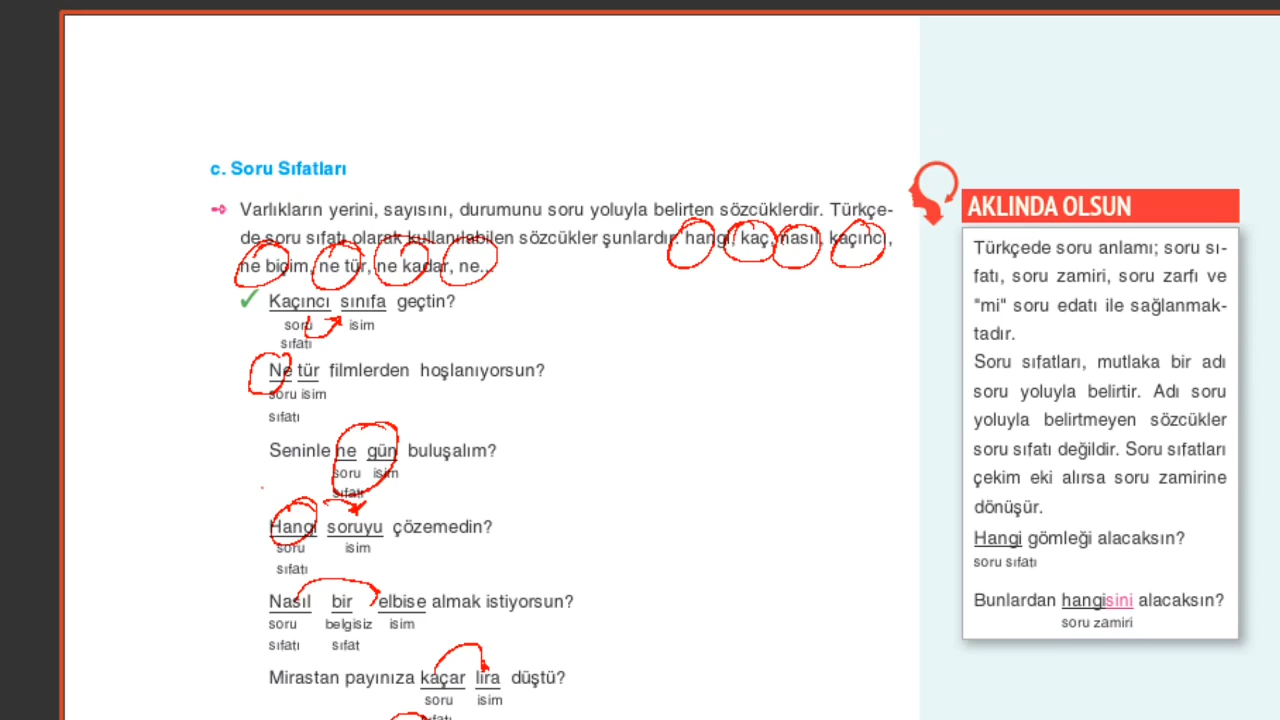 c. Soru Sıfatları
Varlıkların yerini, sayısını, durumunu soru yoluyla belirten sözcüklerdir. Türkçe-
de soru sıfatı olarak kullanılabilen sözcükler şunlardır: hangi, kaç, nasıl, kaçıncı,
ne biçim, ne tür, ne kadar, ne...
Kaçıncı sınıfa geçtin?
soru isim
sıfatı
Ne tür filmlerden hoşlanıyorsun?
soru isim
sıfatı
Seninle ne gün buluşalım?
soru isim
sıfatı
Hangi soruyu çözemedin?
soru isim
sıfatı
Nasıl bir elbise almak istiyorsun?
soru belgisiz isim
sıfatı sıfat
Mirastan payınıza kaçar lira düştü?
soru isim
sıfatı
AKLINDA OLSUN
Türkçede soru anlamı; soru sı-
fatı, soru zamiri, soru zarfı ve
"mi" soru edatı ile sağlanmak-
tadır.
Soru sıfatları, mutlaka bir adı
soru yoluyla belirtir. Adı soru
yoluyla belirtmeyen sözcükler
soru sıfatı değildir. Soru sıfatları
çekim eki alırsa soru zamirine
dönüşür.
Hangi gömleği alacaksın?
soru sıfatı
Bunlardan hangisini alacaksın?
soru zamiri